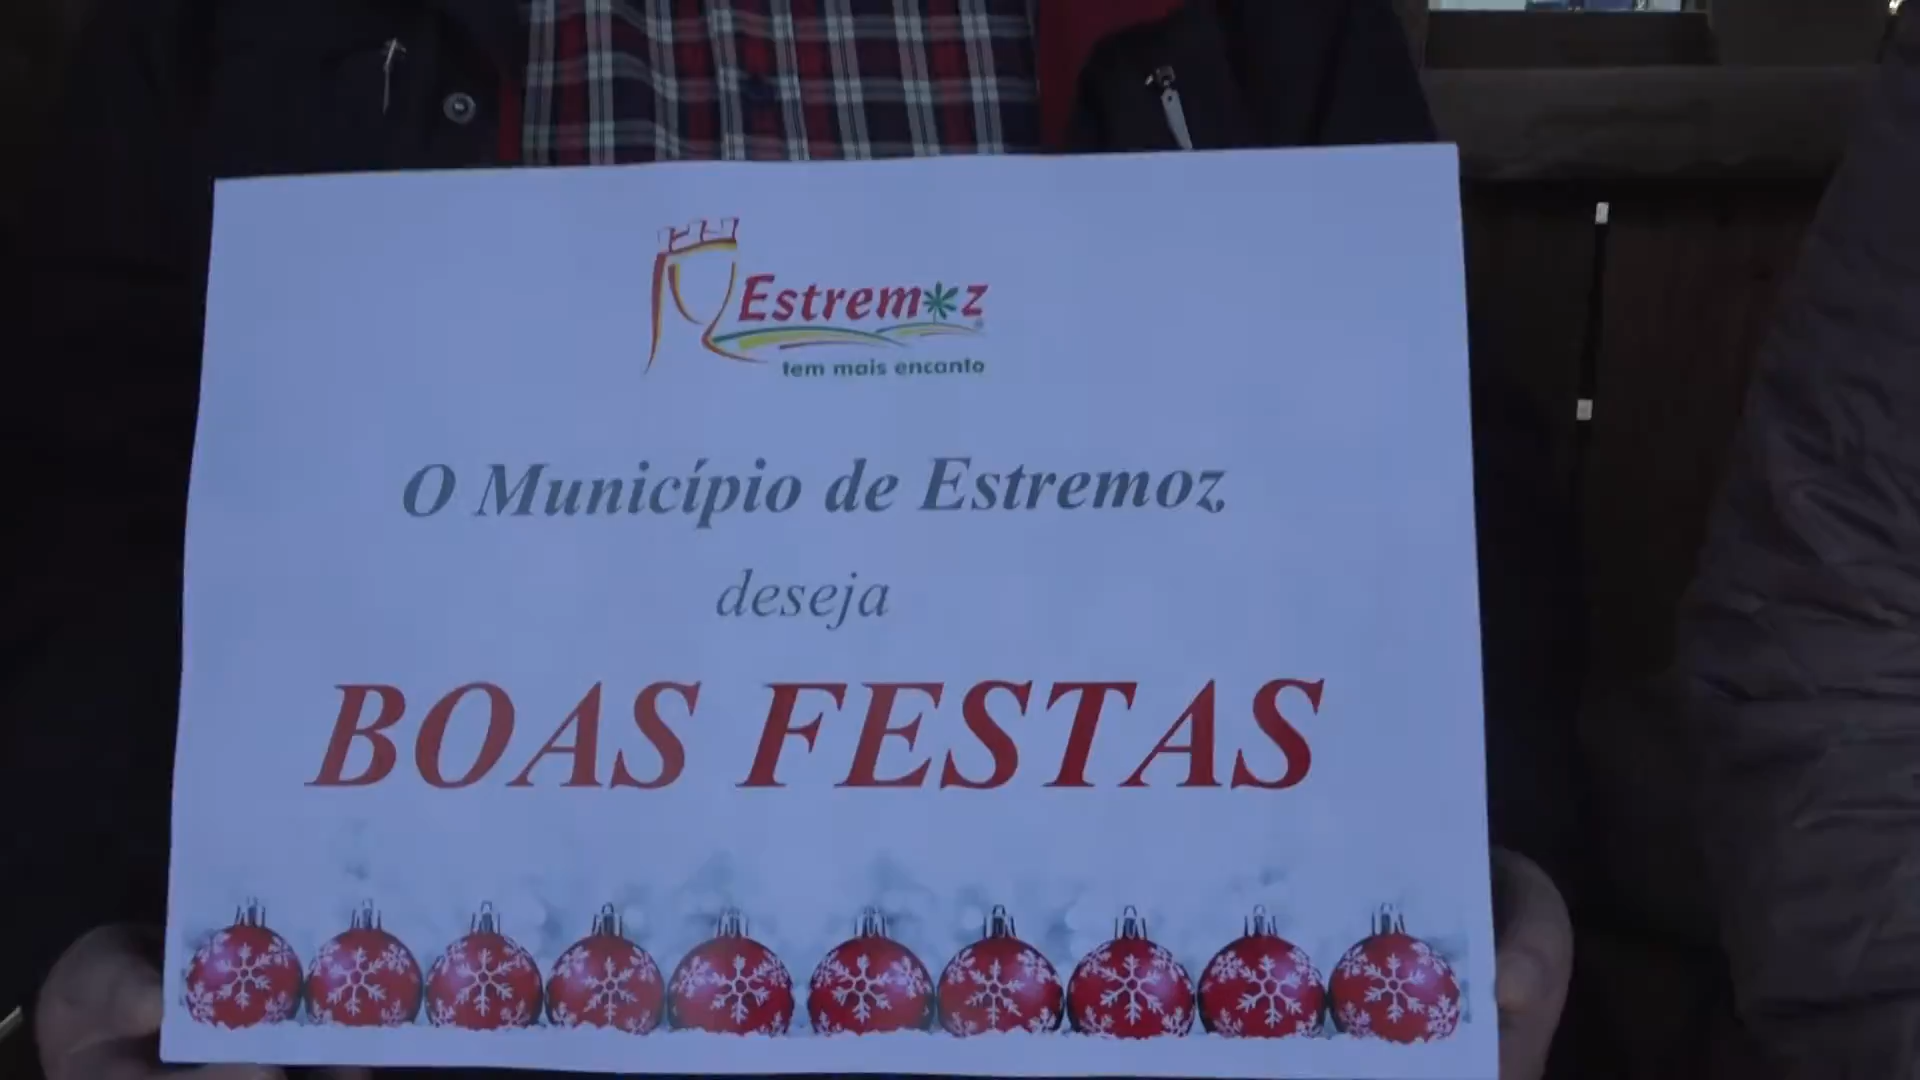 Estremoz
tem mais encanto
O Município de Estremoz
deseja
BOAS FESTAS